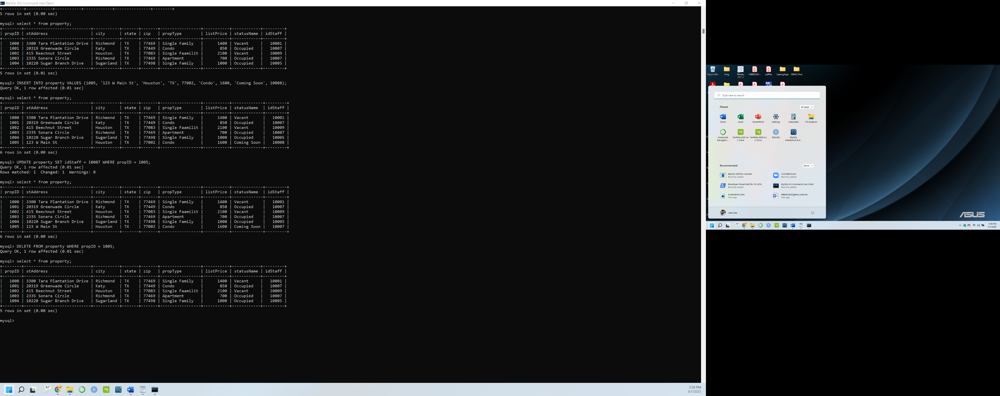 MySQL 8.0 Command Line Client
+---------+-----------+-----------+------------+---------------+--------+
5 rows in set (0.00 sec)
mysql> select * from property;
+--------+----------------------------+-----------+-------+-------+-----------------+-----------+------------+---------+
| propID | stAddress | city | state | zip | propType | listPrice | statusName | idStaff |
+--------+----------------------------+-----------+-------+-------+-----------------+-----------+------------+---------+
| 1000 | 3300 Tara Plantation Drive | Richmond | TX | 77469 | Single Family | 1400 | Vacant | 10001 |
| 1001 | 20319 Greenwade Circle | Katy | TX | 77449 | Condo | 850 | Occupied | 10007 |
| 1002 | 415 Beechnut Street | Houston | TX | 77083 | Single Faamilit | 2100 | Vacant | 10009 |
| 1003 | 2335 Sonara Circle | Richmond | TX | 77469 | Apartment | 700 | Occupied | 10007 |
| 1004 | 10220 Sugar Branch Drive | Sugarland | TX | 77498 | Single Family | 1000 | Occupied | 10005 |
+--------+----------------------------+-----------+-------+-------+-----------------+-----------+------------+---------+
5 rows in set (0.01 sec)
mysql> INSERT INTO property VALUES (1005, '123 W Main St', 'Houston', 'TX', 77002, 'Condo', 1600, 'Coming Soon', 10008);
Query OK, 1 row affected (0.01 sec)
mysql> select * from property;
+--------+----------------------------+-----------+-------+-------+-----------------+-----------+-------------+---------+
| propID | stAddress | city | state | zip | propType | listPrice | statusName | idStaff |
+--------+----------------------------+-----------+-------+-------+-----------------+-----------+-------------+---------+
| 1000 | 3300 Tara Plantation Drive | Richmond | TX | 77469 | Single Family | 1400 | Vacant | 10001 |
| 1001 | 20319 Greenwade Circle | Katy | TX | 77449 | Condo | 850 | Occupied | 10007 |
| 1002 | 415 Beechnut Street | Houston | TX | 77083 | Single Faamilit | 2100 | Vacant | 10009 |
| 1003 | 2335 Sonara Circle | Richmond | TX | 77469 | Apartment | 700 | Occupied | 10007 |
| 1004 | 10220 Sugar Branch Drive | Sugarland | TX | 77498 | Single Family | 1000 | Occupied | 10005 |
| 1005 | 123 W Main St | Houston | TX | 77002 | Condo | 1600 | Coming Soon | 10008 |
+--------+----------------------------+-----------+-------+-------+-----------------+-----------+-------------+---------+
6 rows in set (0.00 sec)
mysql> UPDATE property SET idStaff = 10007 WHERE propID = 1005;
Query OK, 1 row affected (0.01 sec)
Rows matched: 1 Changed: 1 Warnings: 0
mysql> select * from property;
+--------+----------------------------+-----------+-------+-------+-----------------+-----------+-------------+---------+
| propID | stAddress | city | state | zip | propType | listPrice | statusName | idStaff |
+--------+----------------------------+-----------+-------+-------+-----------------+-----------+-------------+---------+
| 1000 | 3300 Tara Plantation Drive | Richmond | TX | 77469 | Single Family | 1400 | Vacant | 10001 |
| 1001 | 20319 Greenwade Circle | Katy | TX | 77449 | Condo | 850 | Occupied | 10007 |
| 1002 | 415 Beechnut Street | Houston | TX | 77083 | Single Faamilit | 2100 | Vacant | 10009 |
| 1003 | 2335 Sonara Circle | Richmond | TX | 77469 | Apartment | 700 | Occupied | 10007 |
| 1004 | 10220 Sugar Branch Drive | Sugarland | TX | 77498 | Single Family | 1000 | Occupied | 10005 |
| 1005 | 123 W Main St | Houston | TX | 77002 | Condo | 1600 | Coming Soon | 10007 |
+--------+----------------------------+-----------+-------+-------+-----------------+-----------+-------------+---------+
6 rows in set (0.00 sec)
mysql> DELETE FROM property WHERE propID = 1005;
Query OK, 1 row affected (0.01 sec)
mysql> select * from property;
+--------+----------------------------+-----------+-------+-------+-----------------+-----------+------------+---------+
| propID | stAddress | city | state | zip | propType | listPrice | statusName | idStaff |
+--------+----------------------------+-----------+-------+-------+-----------------+-----------+------------+---------+
| 1000 | 3300 Tara Plantation Drive | Richmond | TX | 77469 | Single Family | 1400 | Vacant | 10001 |
| 1001 | 20319 Greenwade Circle | Katy | TX | 77449 | Condo | 850 | Occupied | 10007 |
| 1002 | 415 Beechnut Street | Houston | TX | 77083 | Single Faamilit | 2100 | Vacant | 10009 |
| 1003 | 2335 Sonara Circle | Richmond | TX | 77469 | Apartment | 700 | Occupied | 10007 |
| 1004 | 10220 Sugar Branch Drive | Sugarland | TX | 77498 | Single Family | 1000 | Occupied | 10005 |
+--------+----------------------------+-----------+-------+-------+-----------------+-----------+------------+---------+
5 rows in set (0.00 sec)
mysql>
82°
R
TW
5:59 PM
5/1/2022
Recycle Bin Greg Tableau 2021.2 pdffile LeasingApps DBMS_Final
Type here to search
Pinned All apps >
Word Excel PowerPoint Settings Calculator File Explorer
Anaconda Navigator... TaxWise 2021 on C Drive TaxWise 2020 on C Drive RStudio MySQL Workbench 8.0...
Recommended More >
MySQL Utilities Console
Recently added
Uninstall Zoom
Recently added
Developer PowerShell for VS 2019
Recently added
MySQL 8.0 Command Line Client
Recently added
Screenshot (244)
52m ago
RelationalAlgebra_Exercise
53m ago
Jade Gee
ASUS
82°
5:59 PM
5/1/2022